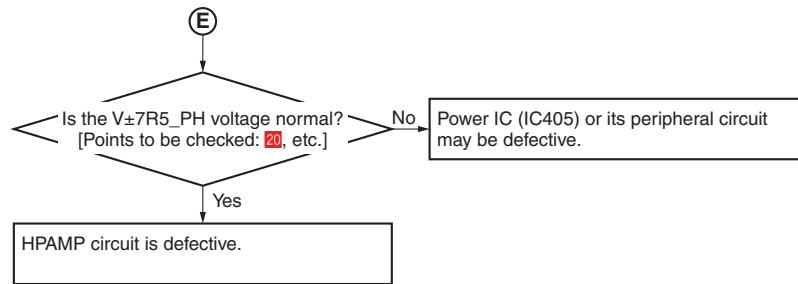 E
Is the V±7R5_PH voltage normal?
[Points to be checked: 20, etc.]
No
Power IC (IC405) or its peripheral circuit
may be defective.
Yes
HPAMP circuit is defective.